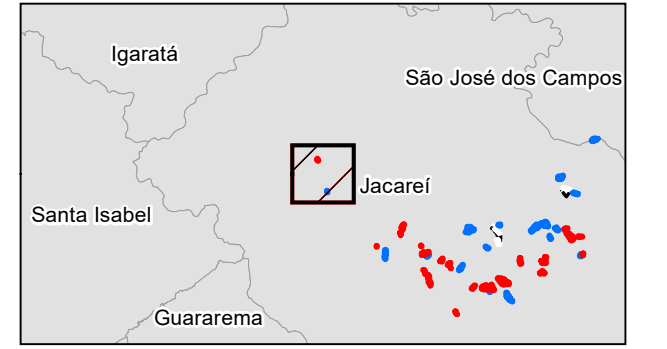 Igaratá
São José dos Campos
Jacareí
Santa Isabel
Guararema